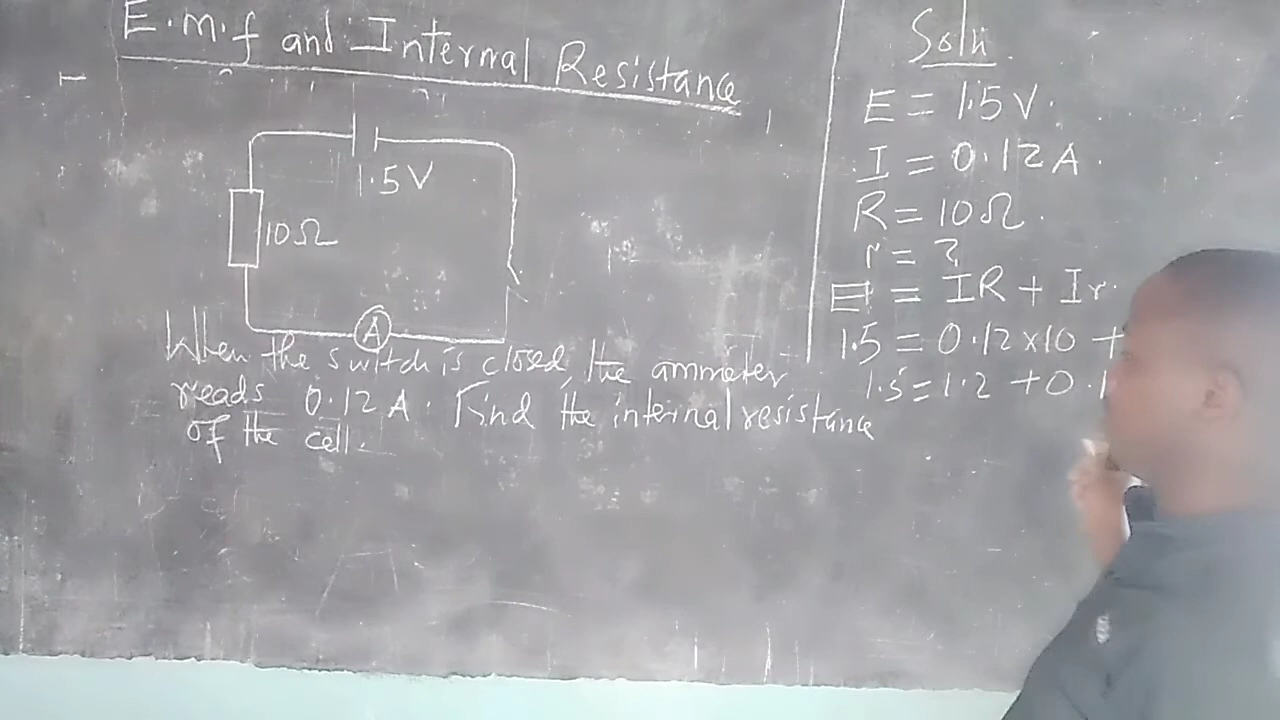 E.m.f and Internal Resistance
1.5V
10Ω
A
When the switch is closed, the ammeter
reads 0.12A. Find the internal resistance
of the cell.
Soln
E = 1.5V.
I = 0.12A.
R = 10Ω.
r = ?
E = IR + Ir.
1.5 = 0.12×10 +
1.5 = 1.2 + 0.1